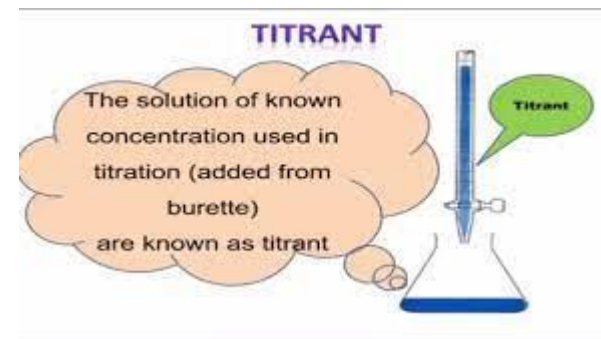 TITRANT
The solution of known
concentration used in
titration (added from
burette)
are known as titrant
Titrant